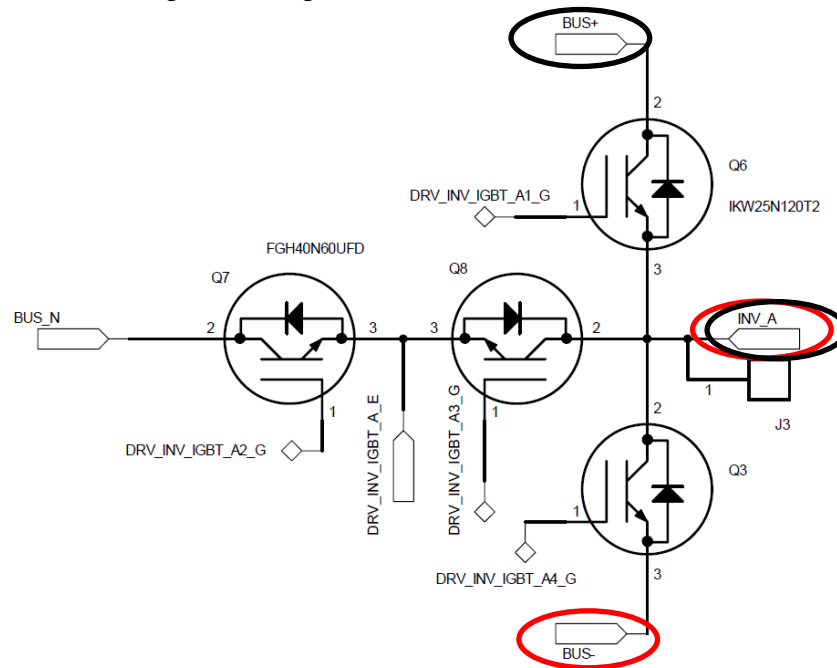 BUS+
2
Q6
DRV_INV_IGBT_A1_G
1
IKW25N120T2
FGH40N60UFD
3
Q7
Q8
BUS_N
2
3
3
2
INV_A
1
1
1
J3
DRV_INV_IGBT_A2_G
DRV_INV_IGBT_A_E
DRV_INV_IGBT_A3_G
2
Q3
1
DRV_INV_IGBT_A4_G
3
BUS-